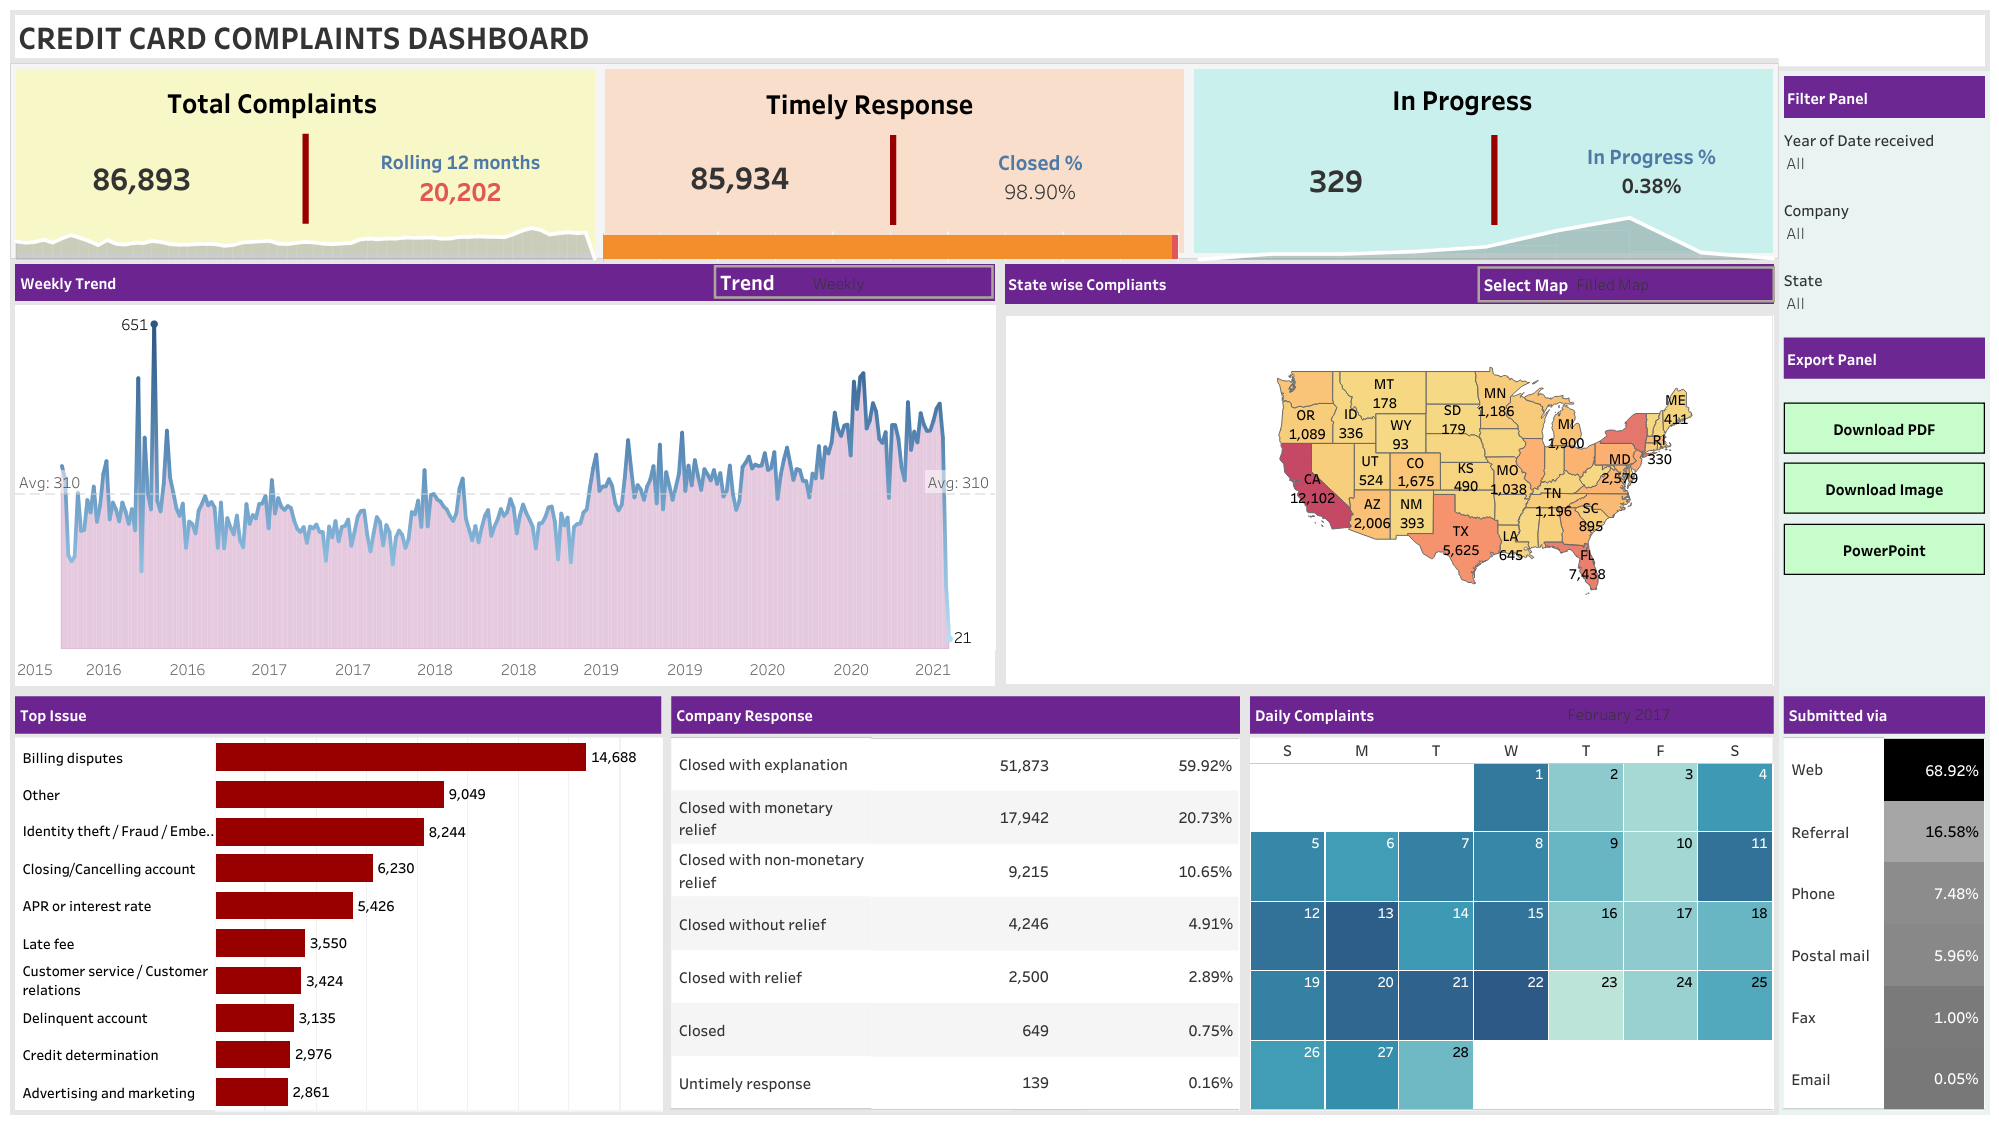 CREDIT CARD COMPLAINTS DASHBOARD
Total Complaints
86,893
Rolling 12 months
20,202
Timely Response
85,934
Closed %
98.90%
In Progress
329
In Progress %
0.38%
Filter Panel
Year of Date received
All
Company
All
State
All
Export Panel
Download PDF
Download Image
PowerPoint
Weekly Trend
Trend Weekly
651
Avg: 310
Avg: 310
21
2015 2016 2016 2017 2017 2018 2018 2019 2019 2020 2020 2021
State wise Compliants
Select Map Filled Map
MT
178
MN
1,186
ME
411
OR
1,089
ID
336
WY
93
SD
179
MI
1,900
RI
330
UT
524
CO
1,675
KS
490
MO
1,038
MD
2,579
CA
12,102
AZ
2,006
NM
393
TN
1,196
SC
895
TX
5,625
LA
645
FL
7,438
Top Issue
Billing disputes 14,688
Other 9,049
Identity theft / Fraud / Embe.. 8,244
Closing/Cancelling account 6,230
APR or interest rate 5,426
Late fee 3,550
Customer service / Customer
relations 3,424
Delinquent account 3,135
Credit determination 2,976
Advertising and marketing 2,861
Company Response
Closed with explanation 51,873 59.92%
Closed with monetary
relief 17,942 20.73%
Closed with non-monetary
relief 9,215 10.65%
Closed without relief 4,246 4.91%
Closed with relief 2,500 2.89%
Closed 649 0.75%
Untimely response 139 0.16%
Daily Complaints February 2017
S M T W T F S
1 2 3 4
5 6 7 8 9 10 11
12 13 14 15 16 17 18
19 20 21 22 23 24 25
26 27 28
Submitted via
Web 68.92%
Referral 16.58%
Phone 7.48%
Postal mail 5.96%
Fax 1.00%
Email 0.05%